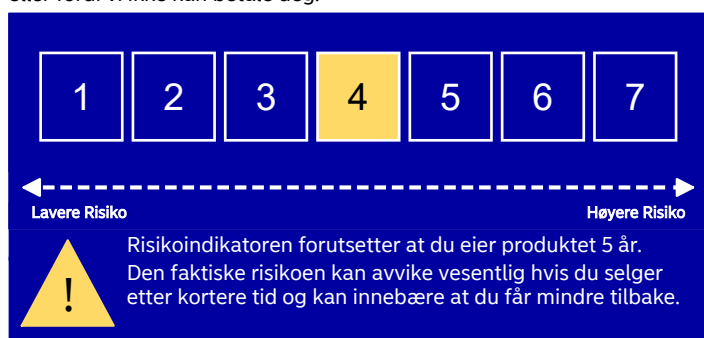 1 2 3 4 5 6 7
Lavere Risiko Høyere Risiko
Risikoindikatoren forutsetter at du eier produktet 5 år.
Den faktiske risikoen kan avvike vesentlig hvis du selger
! etter kortere tid og kan innebære at du får mindre tilbake.